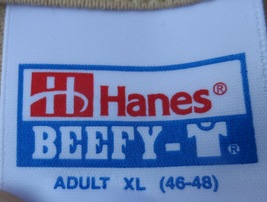 Hanes®
BEEFY-T®
ADULT XL (46-48)